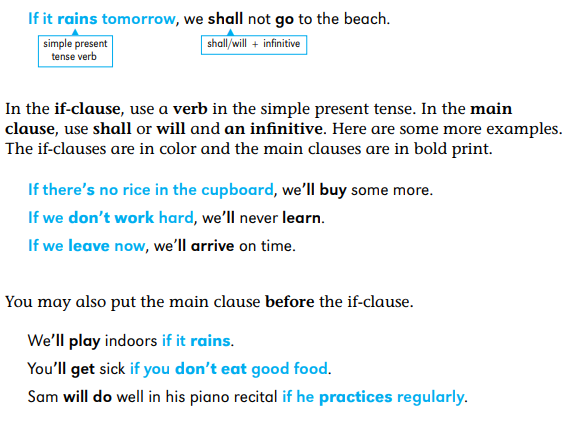 If it rains tomorrow, we shall not go to the beach.
simple present
tense verb
shall/will + infinitive
In the if-clause, use a verb in the simple present tense. In the main
clause, use shall or will and an infinitive. Here are some more examples.
The if-clauses are in color and the main clauses are in bold print.
If there's no rice in the cupboard, we'll buy some more.
If we don't work hard, we'll never learn.
If we leave now, we'll arrive on time.
You may also put the main clause before the if-clause.
We'll play indoors if it rains.
You'll get sick if you don't eat good food.
Sam will do well in his piano recital if he practices regularly.